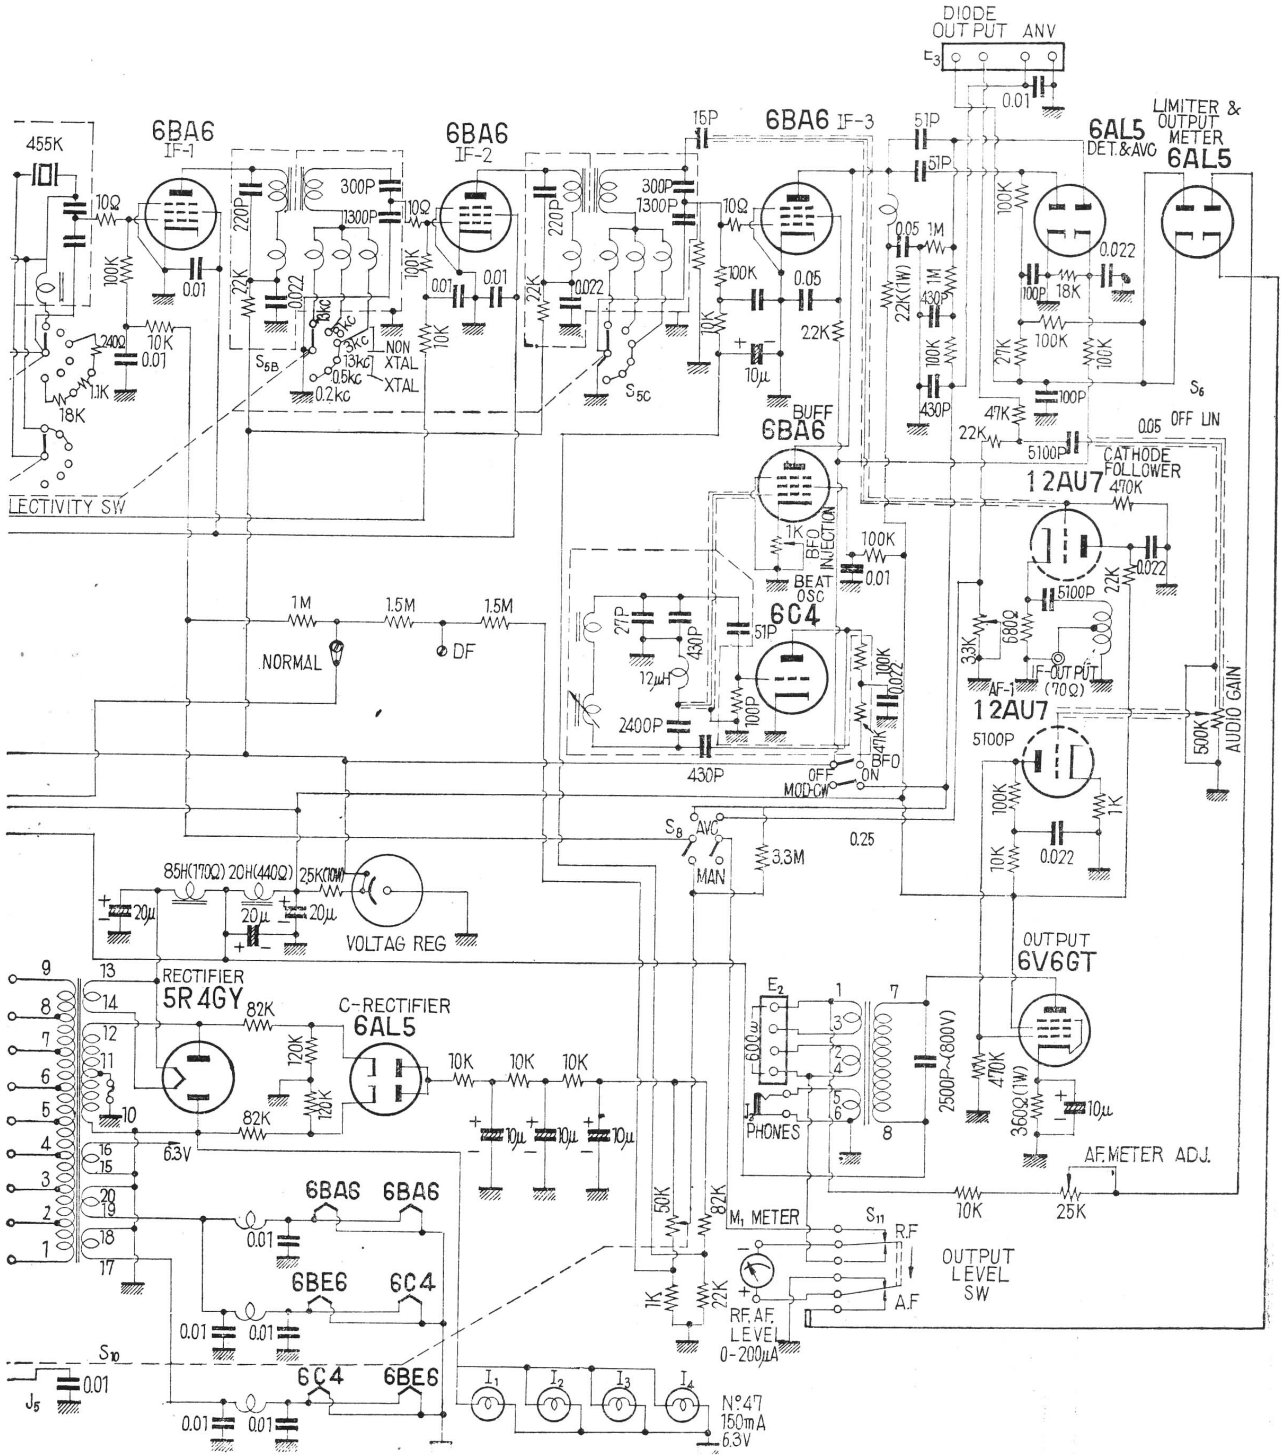 DIODE
OUTPUT ANV
E3
0.01
LIMITER &
OUTPUT
METER
6AL5
6AL5
DET.&AVC
6BA6
IF-1
6BA6
IF-2
15P
6BA6 IF-3
51P
51P
455K
10Ω
220P
300P
1300P
10Ω
220P
300P
1300P
10Ω
100K
0.05
1M
0.022
100K
0.01
22K
0.022
100K
0.01
0.01
22K
0.022
100K
0.05
22K(1W)
1M
430P
100P
18K
240Ω
1.1K
18K
10K
0.01
13kc
8kc
3kc
1.3kc
0.5kc
0.2kc
NON
XTAL
XTAL
S5B
10K
S5C
10K
10μ
2.2K
100K
430P
27K
100K
100K
100P
S6
OFF LIN
0.05
47K
22K
5100P
BUFF
6BA6
CATHODE
FOLLOWER
12AU7
470K
LECTIVITY SW
1K
BFO
INJECTION
100K
0.01
0.022
22K
BEAT
OSC
6C4
27P
430P
51P
5100P
680Ω
3.3K
IF-OUTPUT
(70Ω)
1M
1.5M
1.5M
NORMAL
DF
12μH
2400P
100P
100K
0.022
47K
430P
AF-1
12AU7
5100P
500K
AUDIO GAIN
OFF
BFO
ON
MOD-CW
100K
1K
0.022
10K
S8
AVC
MAN
3.3M
0.25
8.5H(170Ω)
20H(440Ω)
2.5K(10W)
20μ
20μ
20μ
VOLTAG REG
OUTPUT
6V6GT
RECTIFIER
5R4GY
C-RECTIFIER
6AL5
9
8
7
6
5
4
3
2
1
13
14
12
11
10
16
15
20
19
18
17
6.3V
82K
120K
120K
82K
10K
10K
10K
10μ
10μ
10μ
E2
600ω
J2
PHONES
1
3
2
4
5
6
7
8
2500P~(800V)
470K
360Ω(1W)
10μ
AF.METER ADJ.
10K
25K
50K
82K
1K
22K
M1 METER
S11
R.F
A.F
OUTPUT
LEVEL
SW
RF.AF.
LEVEL
0-200μA
6BA6
6BA6
0.01
6BE6
6C4
0.01
0.01
6C4
6BE6
0.01
0.01
S10
J5
0.01
I1
I2
I3
I4
Nº47
150mA
6.3V